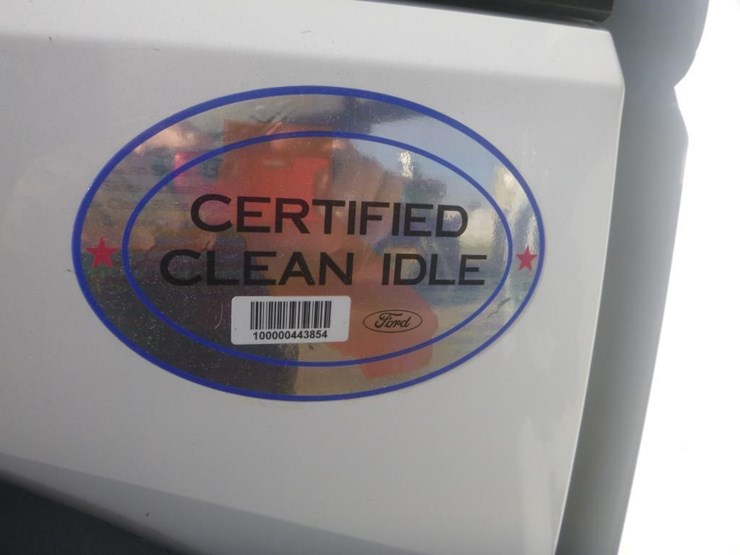 CERTIFIED
CLEAN IDLE
100000443854
Ford